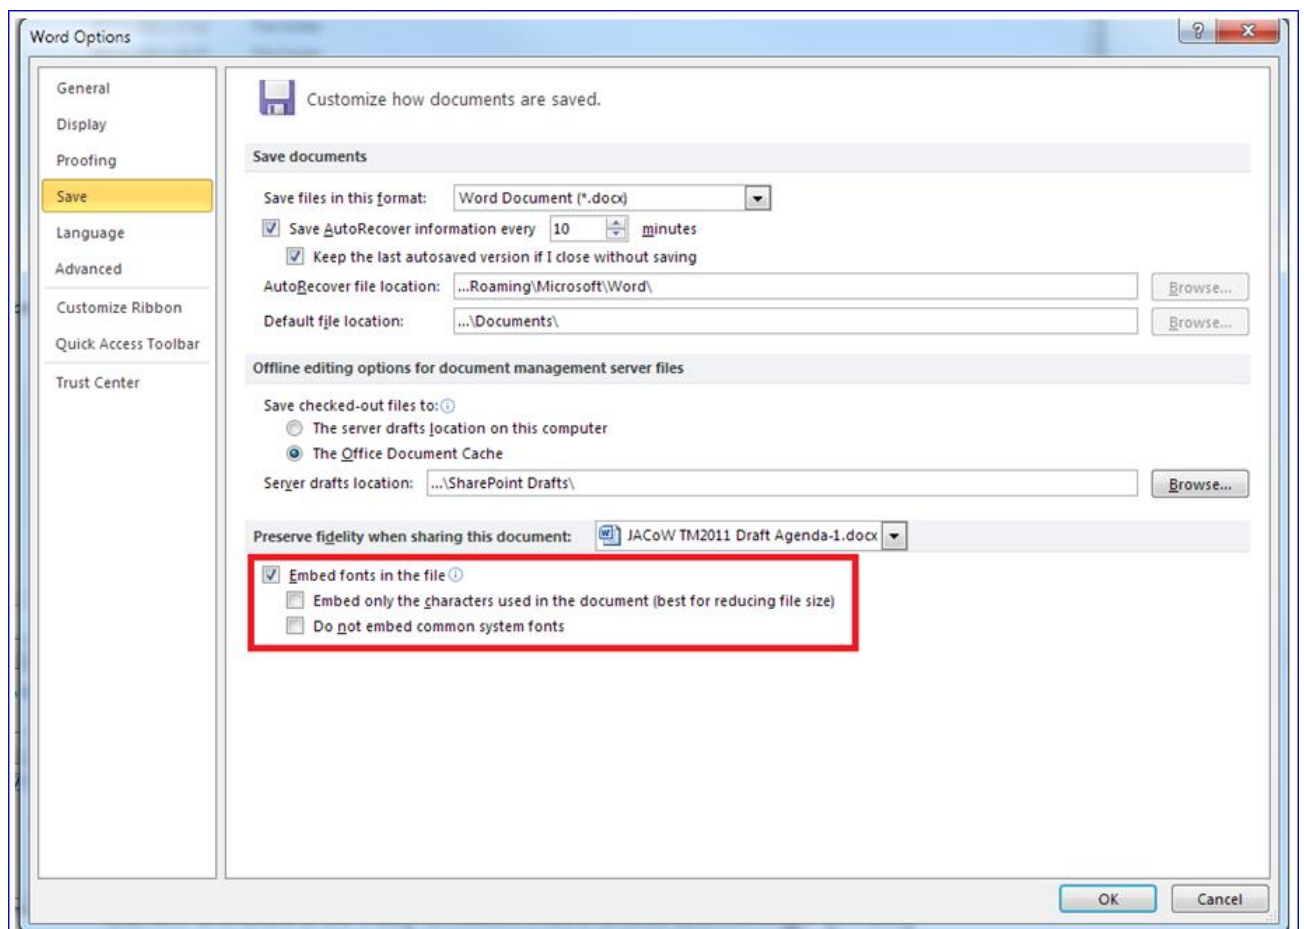 Word Options
General
Display
Proofing
Save
Language
Advanced
Customize Ribbon
Quick Access Toolbar
Trust Center
Customize how documents are saved.
Save documents
Save files in this format: Word Document (*.docx)
Save AutoRecover information every 10 minutes
Keep the last autosaved version if I close without saving
AutoRecover file location: ...Roaming\Microsoft\Word\ Browse...
Default file location: ...\Documents\ Browse...
Offline editing options for document management server files
Save checked-out files to:
The server drafts location on this computer
The Office Document Cache
Server drafts location: ...\SharePoint Drafts\ Browse...
Preserve fidelity when sharing this document: JACoW TM2011 Draft Agenda-1.docx
Embed fonts in the file
Embed only the characters used in the document (best for reducing file size)
Do not embed common system fonts
OK Cancel